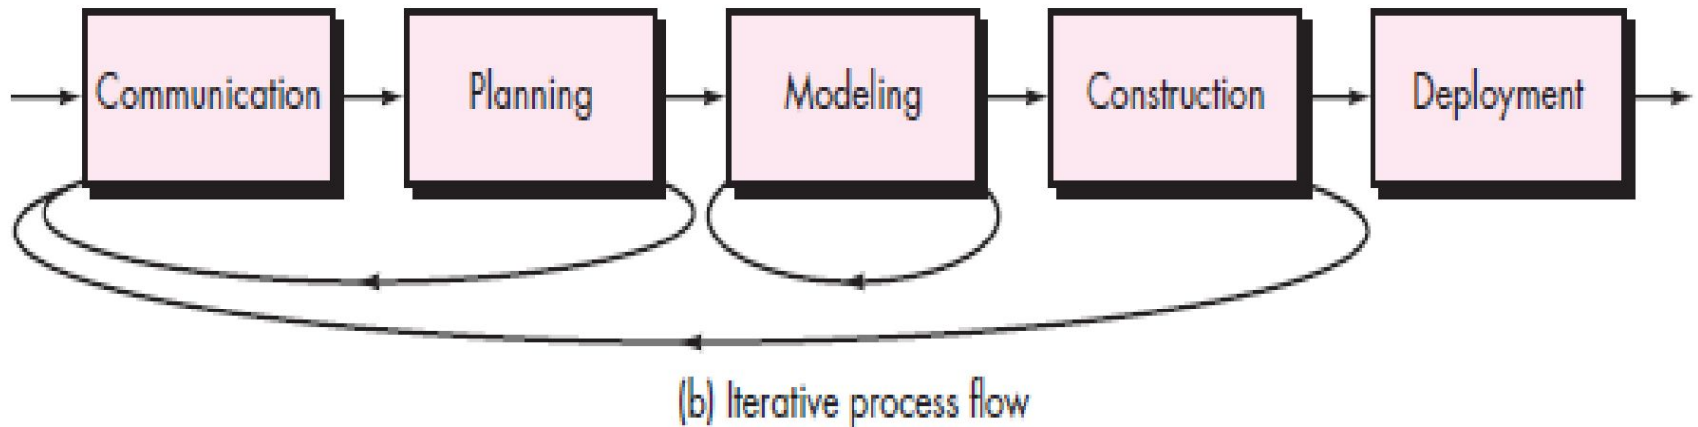 Communication
Planning
Modeling
Construction
Deployment
(b) Iterative process flow